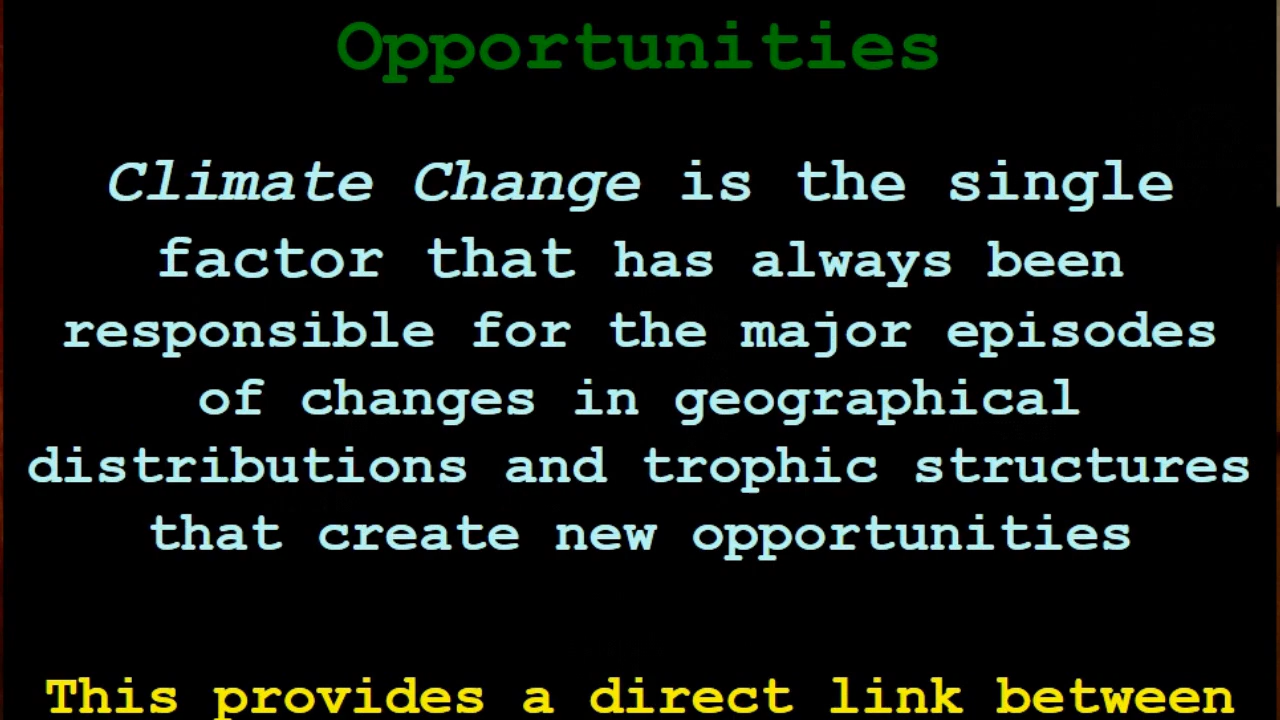 Opportunities
Climate Change is the single
factor that has always been
responsible for the major episodes
of changes in geographical
distributions and trophic structures
that create new opportunities
This provides a direct link between